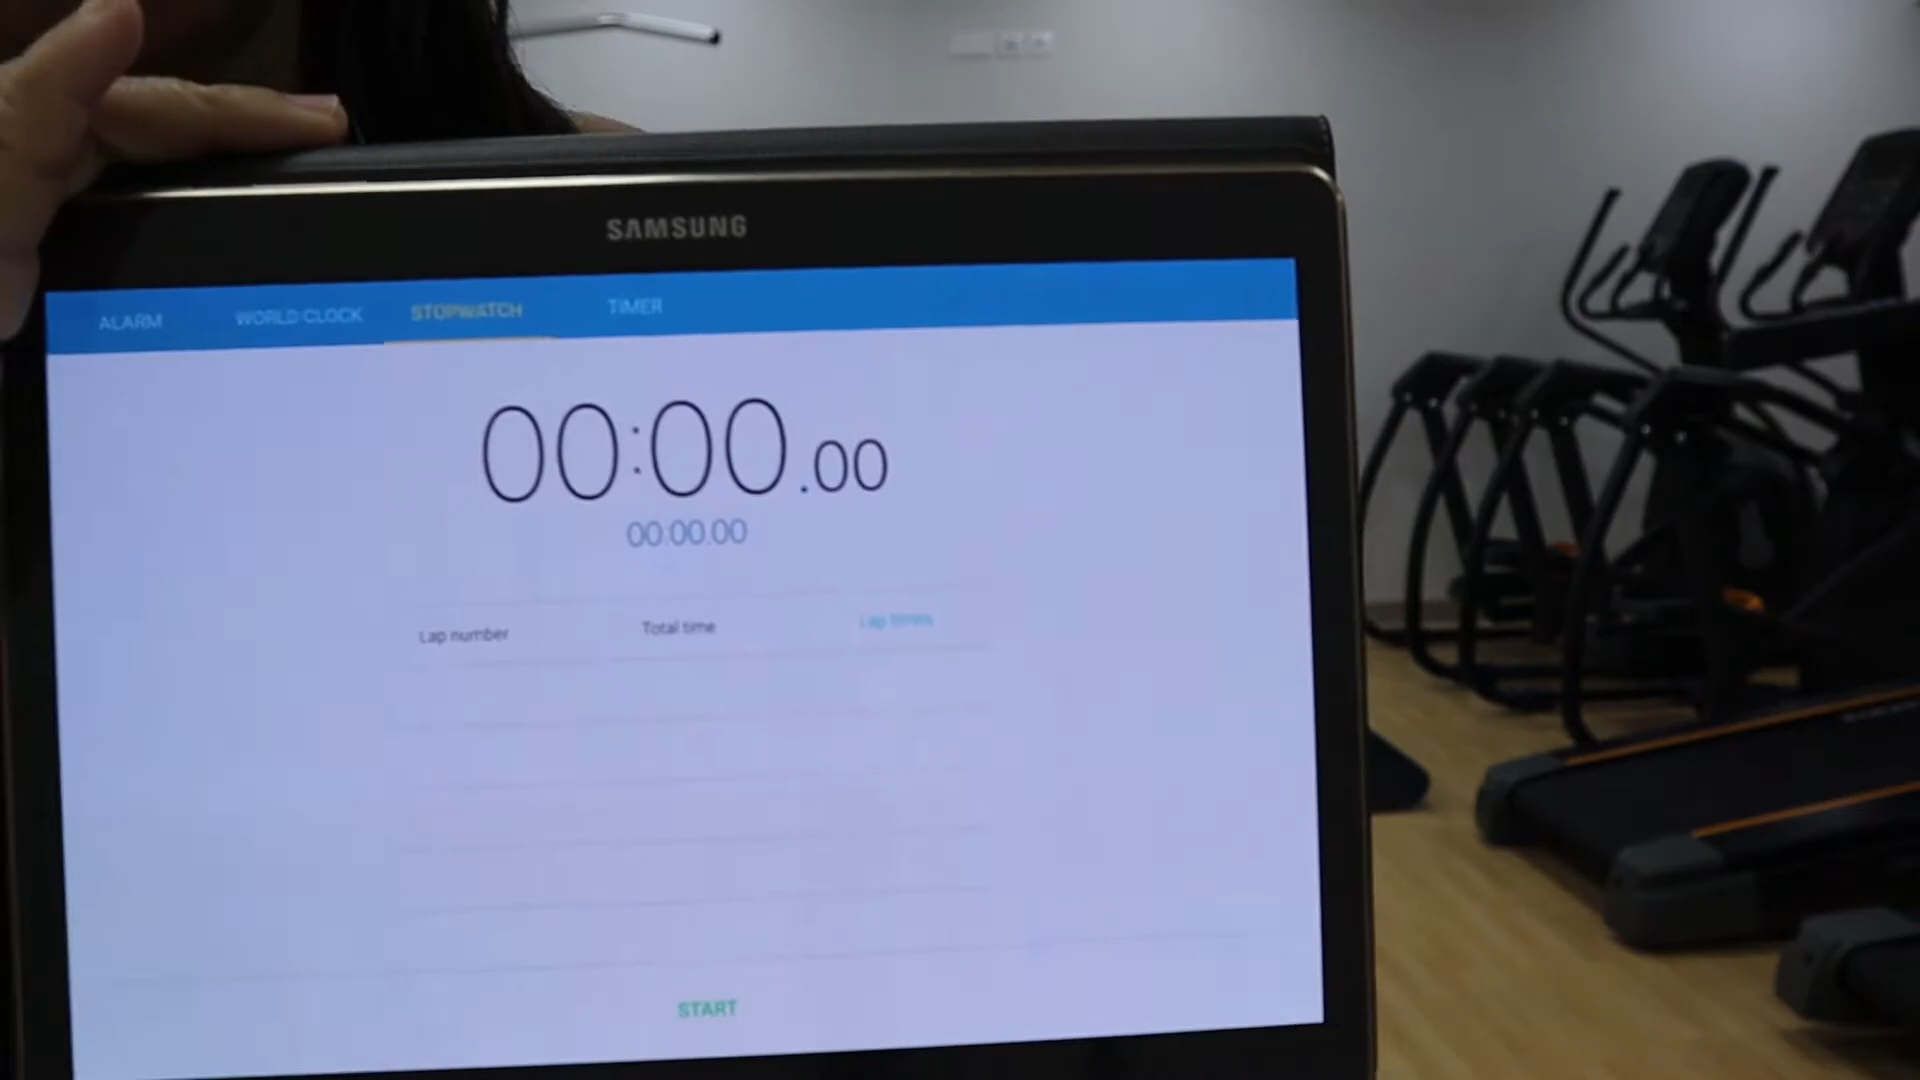 SAMSUNG
ALARM WORLD CLOCK STOPWATCH TIMER
00:00.00
00:00.00
Lap number Total time Lap times
START